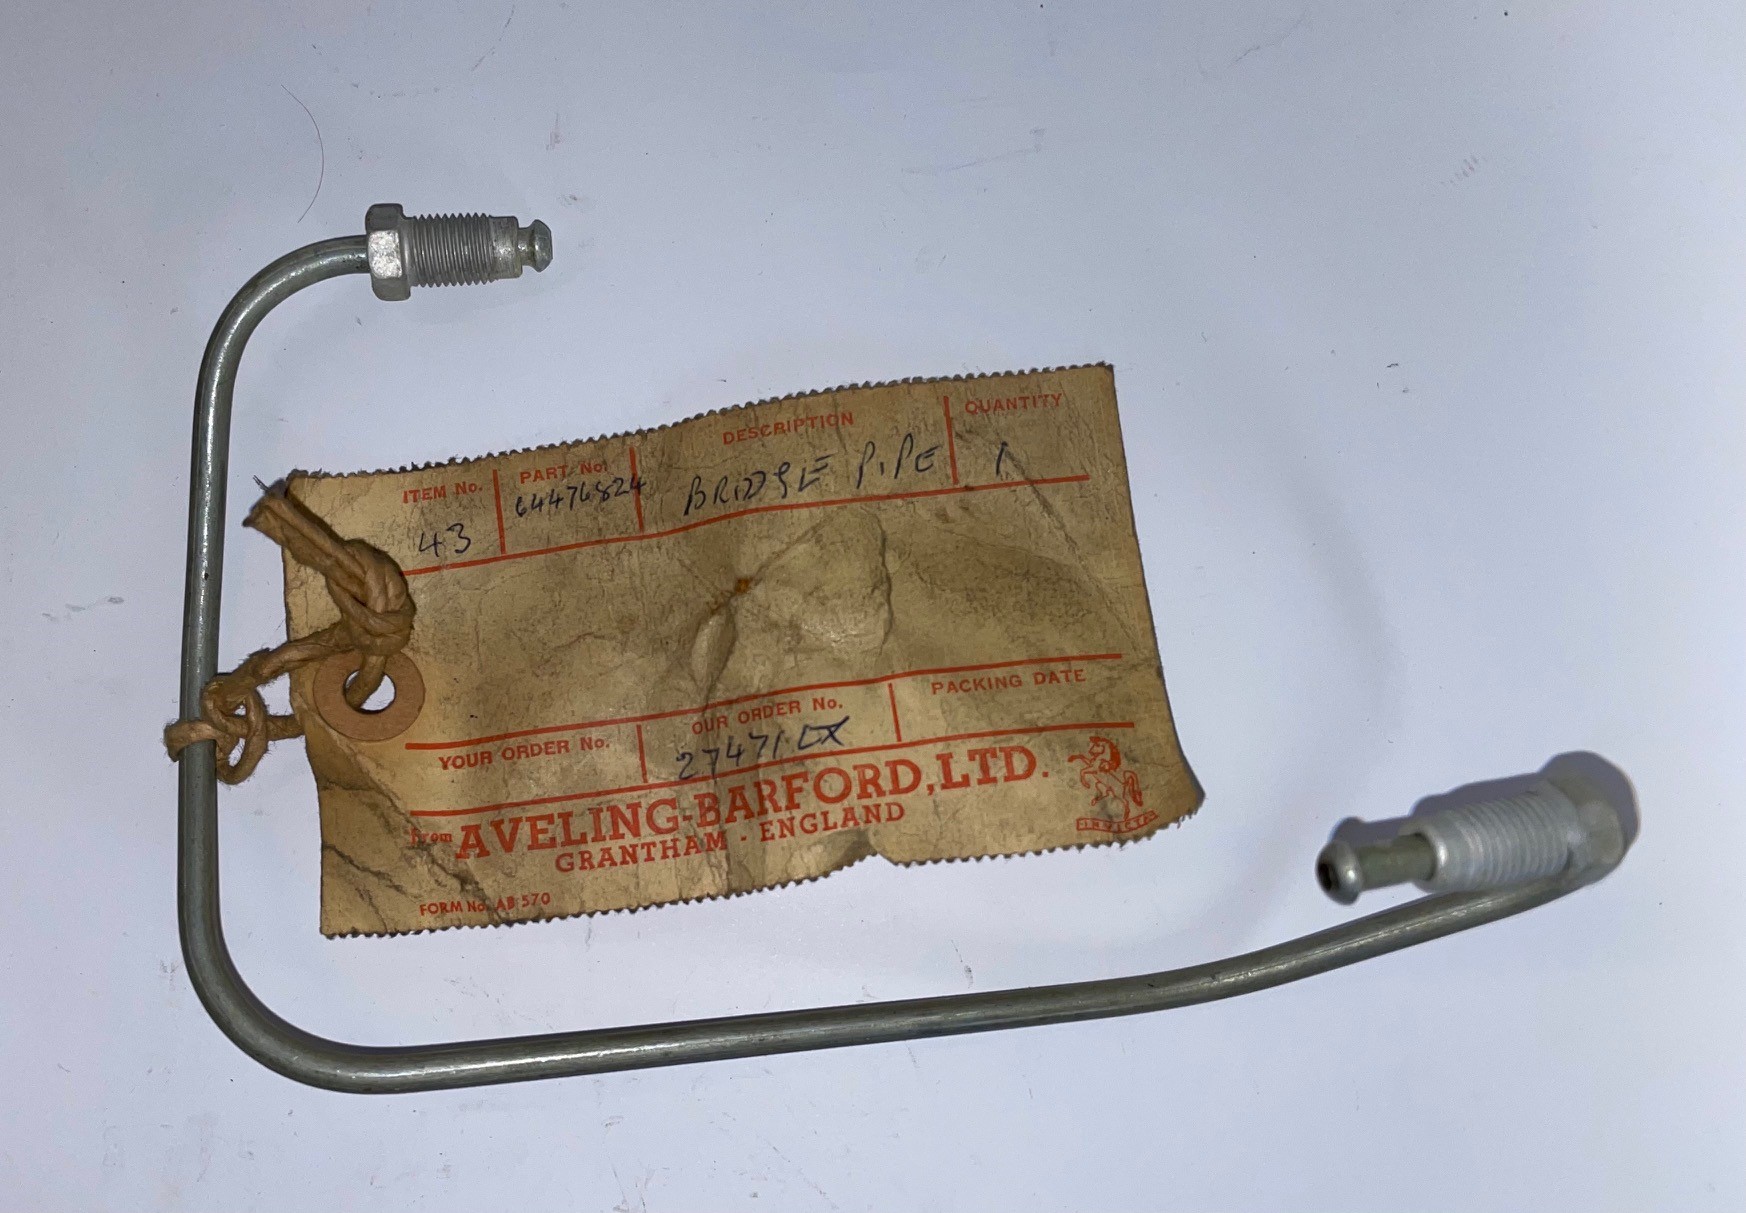 ITEM No. PART No. DESCRIPTION QUANTITY
43 64476824 BRIDGE PIPE 1
YOUR ORDER No. OUR ORDER No. PACKING DATE
27471
from AVELING-BARFORD, LTD.
GRANTHAM · ENGLAND
INVICTA
FORM No. AB 570